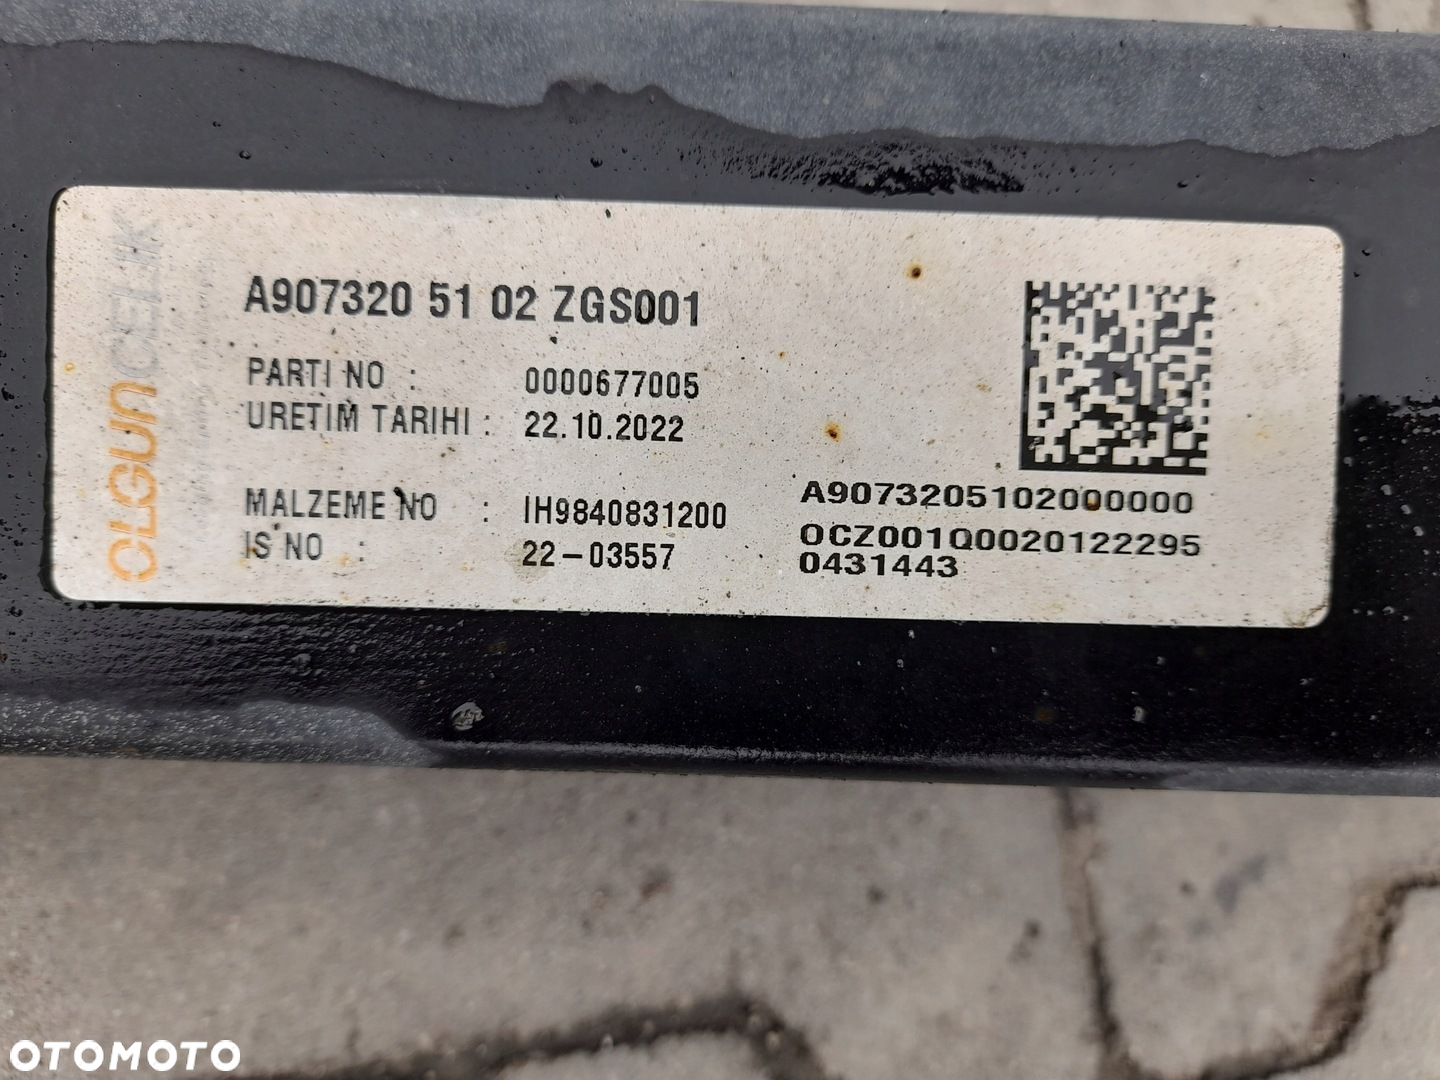 OLGUNCELIK
A907320 51 02 ZGS001
PARTI NO : 0000677005
URETIM TARIHI : 22.10.2022
MALZEME NO : IH9840831200
IS NO : 22-03557
A9073205102000000
OCZ001Q0020122295
0431443
OTOMOTO